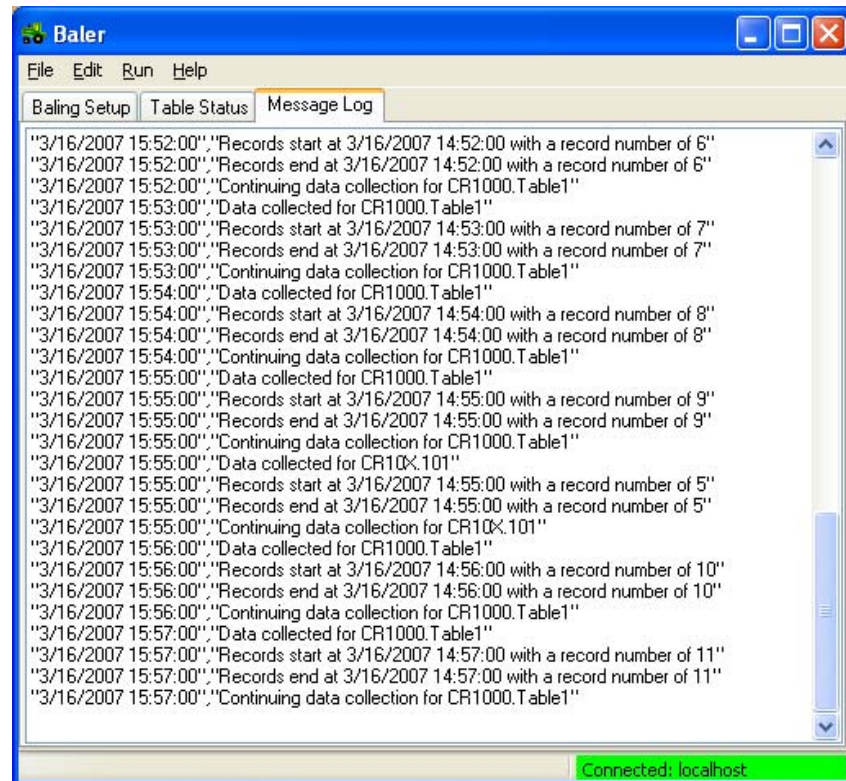 Baler
File Edit Run Help
Baling Setup Table Status Message Log
"3/16/2007 15:52:00","Records start at 3/16/2007 14:52:00 with a record number of 6"
"3/16/2007 15:52:00","Records end at 3/16/2007 14:52:00 with a record number of 6"
"3/16/2007 15:52:00","Continuing data collection for CR1000.Table1"
"3/16/2007 15:53:00","Data collected for CR1000.Table1"
"3/16/2007 15:53:00","Records start at 3/16/2007 14:53:00 with a record number of 7"
"3/16/2007 15:53:00","Records end at 3/16/2007 14:53:00 with a record number of 7"
"3/16/2007 15:53:00","Continuing data collection for CR1000.Table1"
"3/16/2007 15:54:00","Data collected for CR1000.Table1"
"3/16/2007 15:54:00","Records start at 3/16/2007 14:54:00 with a record number of 8"
"3/16/2007 15:54:00","Records end at 3/16/2007 14:54:00 with a record number of 8"
"3/16/2007 15:54:00","Continuing data collection for CR1000.Table1"
"3/16/2007 15:55:00","Data collected for CR1000.Table1"
"3/16/2007 15:55:00","Records start at 3/16/2007 14:55:00 with a record number of 9"
"3/16/2007 15:55:00","Records end at 3/16/2007 14:55:00 with a record number of 9"
"3/16/2007 15:55:00","Continuing data collection for CR1000.Table1"
"3/16/2007 15:55:00","Data collected for CR10X.101"
"3/16/2007 15:55:00","Records start at 3/16/2007 14:55:00 with a record number of 5"
"3/16/2007 15:55:00","Records end at 3/16/2007 14:55:00 with a record number of 5"
"3/16/2007 15:55:00","Continuing data collection for CR10X.101"
"3/16/2007 15:56:00","Data collected for CR1000.Table1"
"3/16/2007 15:56:00","Records start at 3/16/2007 14:56:00 with a record number of 10"
"3/16/2007 15:56:00","Records end at 3/16/2007 14:56:00 with a record number of 10"
"3/16/2007 15:56:00","Continuing data collection for CR1000.Table1"
"3/16/2007 15:57:00","Data collected for CR1000.Table1"
"3/16/2007 15:57:00","Records start at 3/16/2007 14:57:00 with a record number of 11"
"3/16/2007 15:57:00","Records end at 3/16/2007 14:57:00 with a record number of 11"
"3/16/2007 15:57:00","Continuing data collection for CR1000.Table1"
Connected: localhost